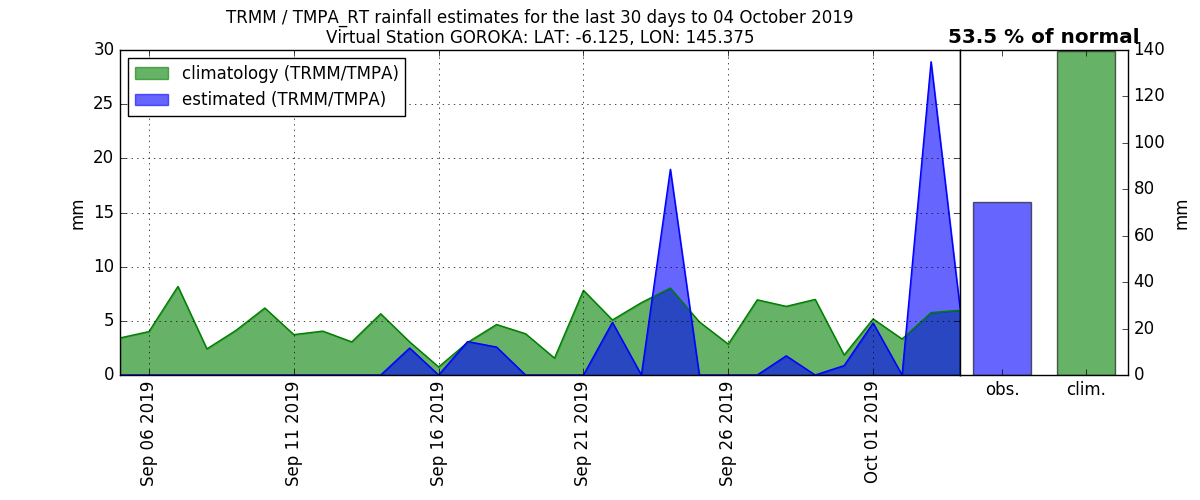 TRMM / TMPA_RT rainfall estimates for the last 30 days to 04 October 2019
Virtual Station GOROKA: LAT: -6.125, LON: 145.375
53.5 % of normal
climatology (TRMM/TMPA)
estimated (TRMM/TMPA)
30
25
20
15
10
5
0
mm
Sep 06 2019
Sep 11 2019
Sep 16 2019
Sep 21 2019
Sep 26 2019
Oct 01 2019
obs.
clim.
140
120
100
80
60
40
20
0
mm